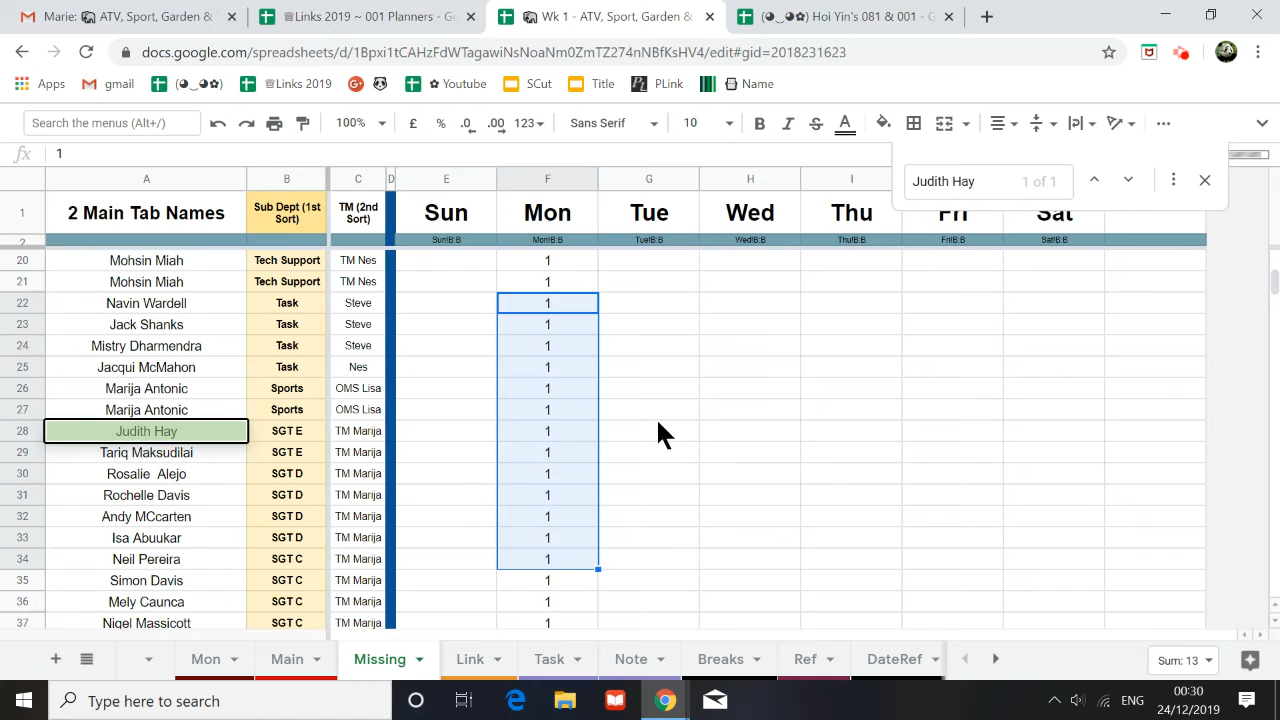 Marie: ATV, Sport, Garden &
♕Links 2019 ~ 001 Planners - Go
Wk 1 - ATV, Sport, Garden &
(◕‿◕✿) Hoi Yin's 081 & 001 - G
docs.google.com/spreadsheets/d/1Bpxi1tCAHzFdWTagawiNsNoaNm0ZmTZ274nNBfKsHV4/edit#gid=2018231623
Apps gmail (◕‿◕✿) ♕Links 2019 ✿ Youtube SCut Title PLink Name
Search the menus (Alt+/) 100% £ % .0 .00 123 Sans Serif 10 B I S A
fx 1
Judith Hay 1 of 1
A B C D E F G H I
1 2 Main Tab Names Sub Dept (1st Sort) TM (2nd Sort) Sun Mon Tue Wed Thu Fri Sat
2 Sun!B:B Mon!B:B Tue!B:B Wed!B:B Thu!B:B Fri!B:B Sat!B:B
20 Mohsin Miah Tech Support TM Nes 1
21 Mohsin Miah Tech Support TM Nes 1
22 Navin Wardell Task Steve 1
23 Jack Shanks Task Steve 1
24 Mistry Dharmendra Task Steve 1
25 Jacqui McMahon Task Nes 1
26 Marija Antonic Sports OMS Lisa 1
27 Marija Antonic Sports OMS Lisa 1
28 Judith Hay SGT E TM Marija 1
29 Tariq Maksudilai SGT E TM Marija 1
30 Rosalie Alejo SGT D TM Marija 1
31 Rochelle Davis SGT D TM Marija 1
32 Andy MCcarten SGT D TM Marija 1
33 Isa Abuukar SGT D TM Marija 1
34 Neil Pereira SGT C TM Marija 1
35 Simon Davis SGT C TM Marija 1
36 Mely Caunca SGT C TM Marija 1
37 Nigel Massicott SGT C TM Marija 1
Mon Main Missing Link Task Note Breaks Ref DateRef Sum: 13
Type here to search ENG 00:30
24/12/2019